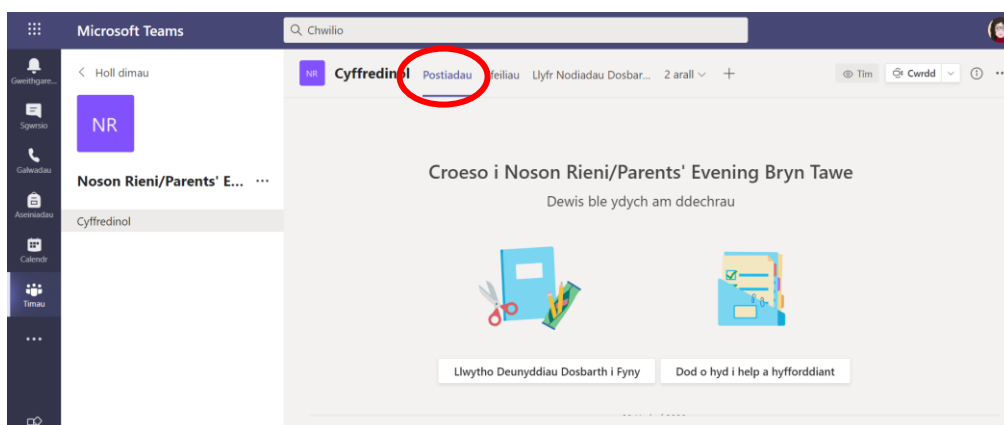 Microsoft Teams
Chwilio
Gweithgare...
Sgwrsio
Galwadau
Aseiniadau
Calendr
Timau
Holl dimau
NR
Noson Rieni/Parents' E...
Cyffredinol
NR Cyffredinol Postiadau Llyfr Nodiadau Dosbar... 2 arall
Tîm Cwrdd
Croeso i Noson Rieni/Parents' Evening Bryn Tawe
Dewis ble ydych am ddechrau
Llwytho Deunyddiau Dosbarth i Fyny
Dod o hyd i help a hyfforddiant